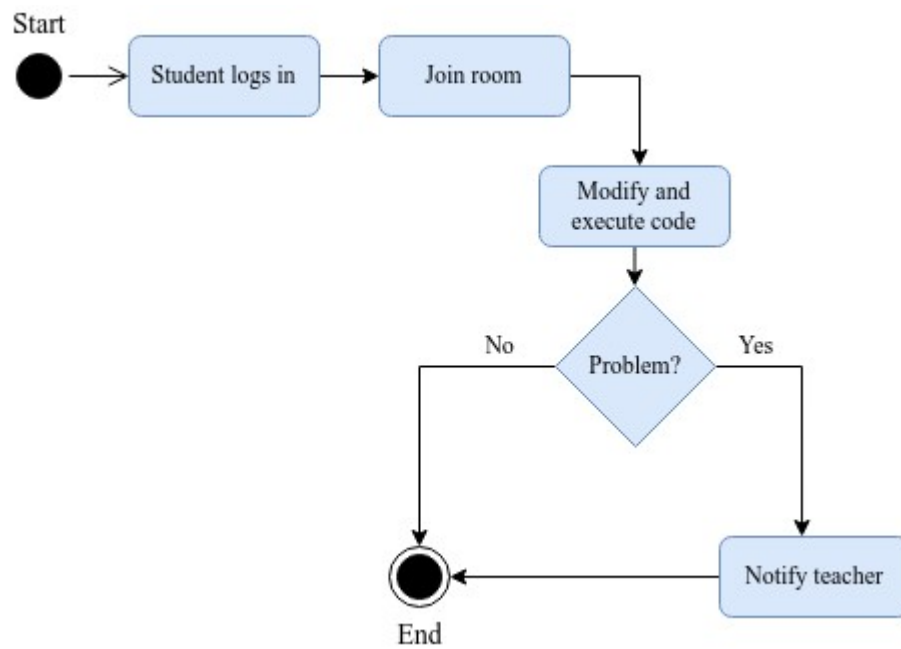 Start
Student logs in
Join room
Modify and
execute code
No
Problem?
Yes
Notify teacher
End